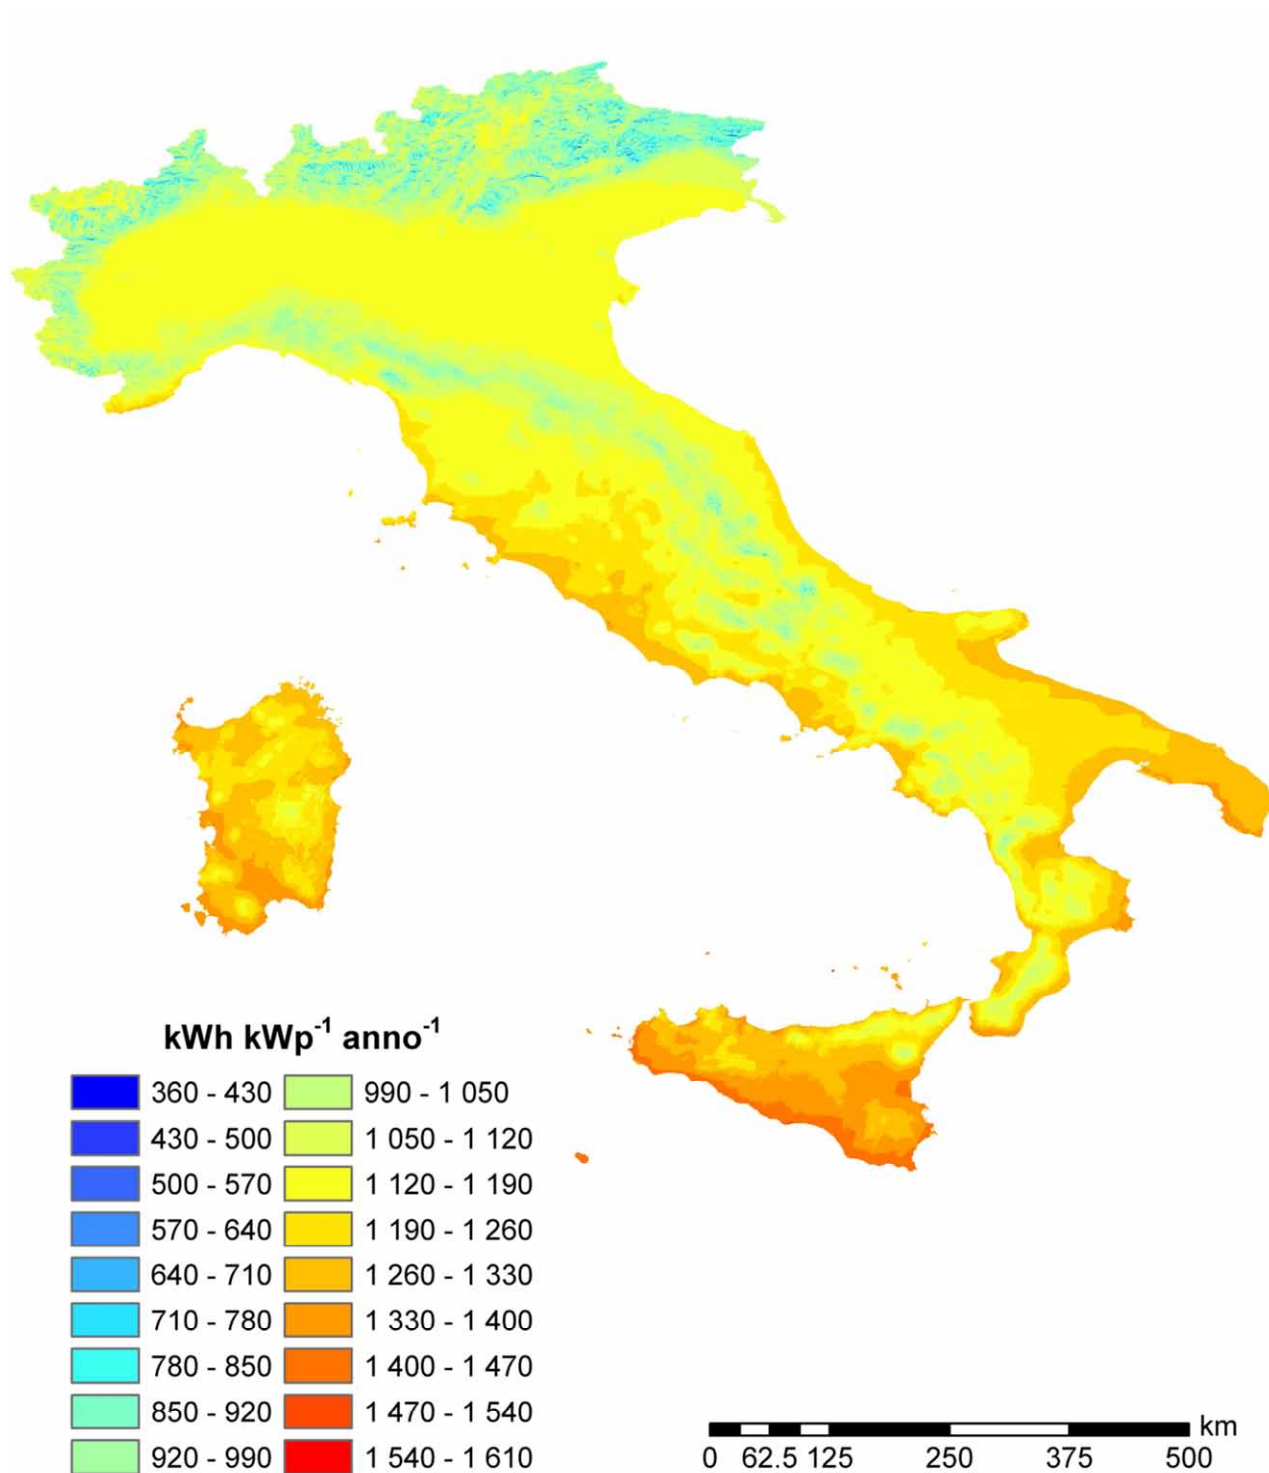 kWh kWp-1 anno-1
360 - 430 990 - 1 050
430 - 500 1 050 - 1 120
500 - 570 1 120 - 1 190
570 - 640 1 190 - 1 260
640 - 710 1 260 - 1 330
710 - 780 1 330 - 1 400
780 - 850 1 400 - 1 470
850 - 920 1 470 - 1 540
920 - 990 1 540 - 1 610
km
0 62.5 125 250 375 500